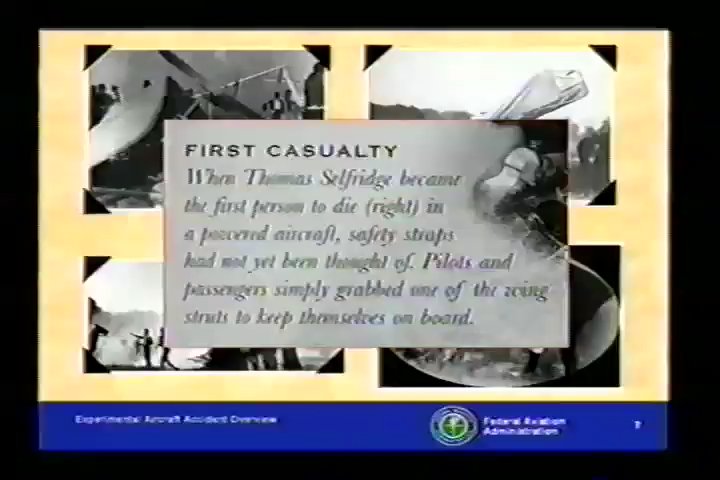 FIRST CASUALTY
When Thomas Selfridge became
the first person to die (right) in
a powered aircraft, safety straps
had not yet been thought of. Pilots and
passengers simply grabbed one of the wing
struts to keep themselves on board.
Experimental Aircraft Accident Overview
Federal Aviation
Administration